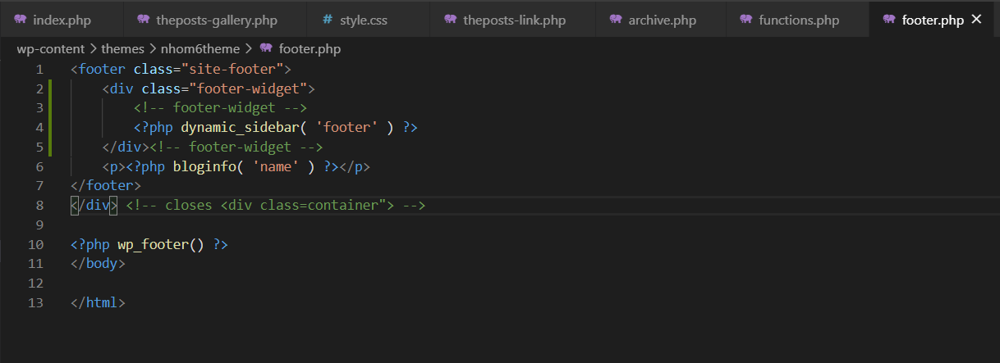 index.php theposts-gallery.php # style.css theposts-link.php archive.php functions.php footer.php ×
wp-content > themes > nhom6theme > footer.php
1 <footer class="site-footer">
2 <div class="footer-widget">
3 <!-- footer-widget -->
4 <?php dynamic_sidebar( 'footer' ) ?>
5 </div><!-- footer-widget -->
6 <p><?php bloginfo( 'name' ) ?></p>
7 </footer>
8 </div> <!-- closes <div class=container"> -->
9
10 <?php wp_footer() ?>
11 </body>
12
13 </html>